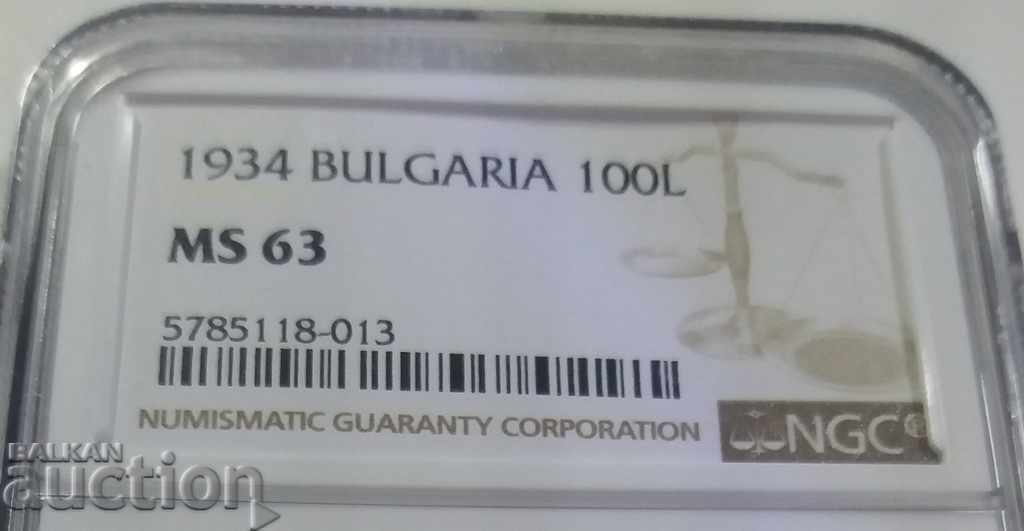 1934 BULGARIA 100L
MS 63
5785118-013
NUMISMATIC GUARANTY CORPORATION
NGC
BALKAN
auction